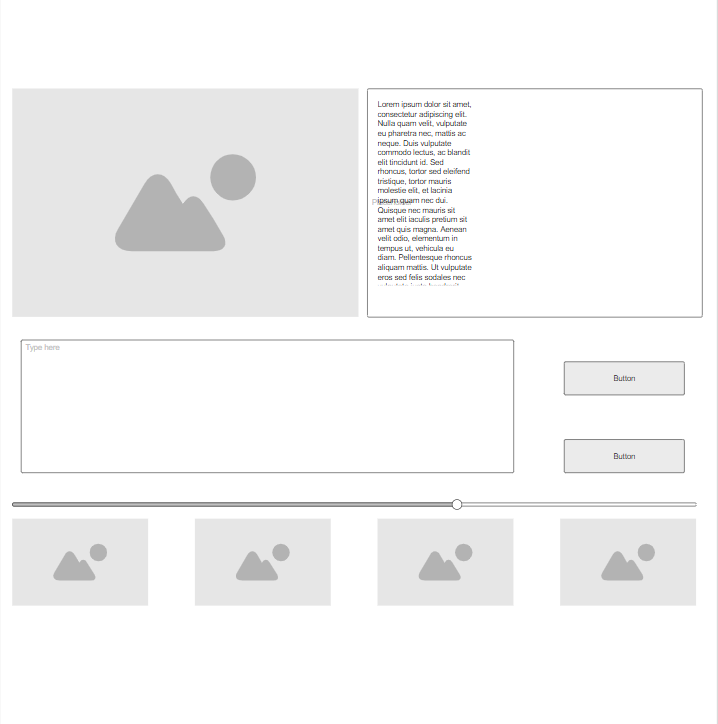 Lorem ipsum dolor sit amet,
consectetur adipiscing elit.
Nulla quam velit, vulputate
eu pharetra nec, mattis ac
neque. Duis vulputate
commodo lectus, ac blandit
elit tincidunt id. Sed
rhoncus, tortor sed eleifend
tristique, tortor mauris
molestie elit, et lacinia
ipsum quam nec dui.
Quisque nec mauris sit
amet elit iaculis pretium sit
amet quis magna. Aenean
velit odio, elementum in
tempus ut, vehicula eu
diam. Pellentesque rhoncus
aliquam mattis. Ut vulputate
eros sed felis sodales nec
Type here
Button
Button